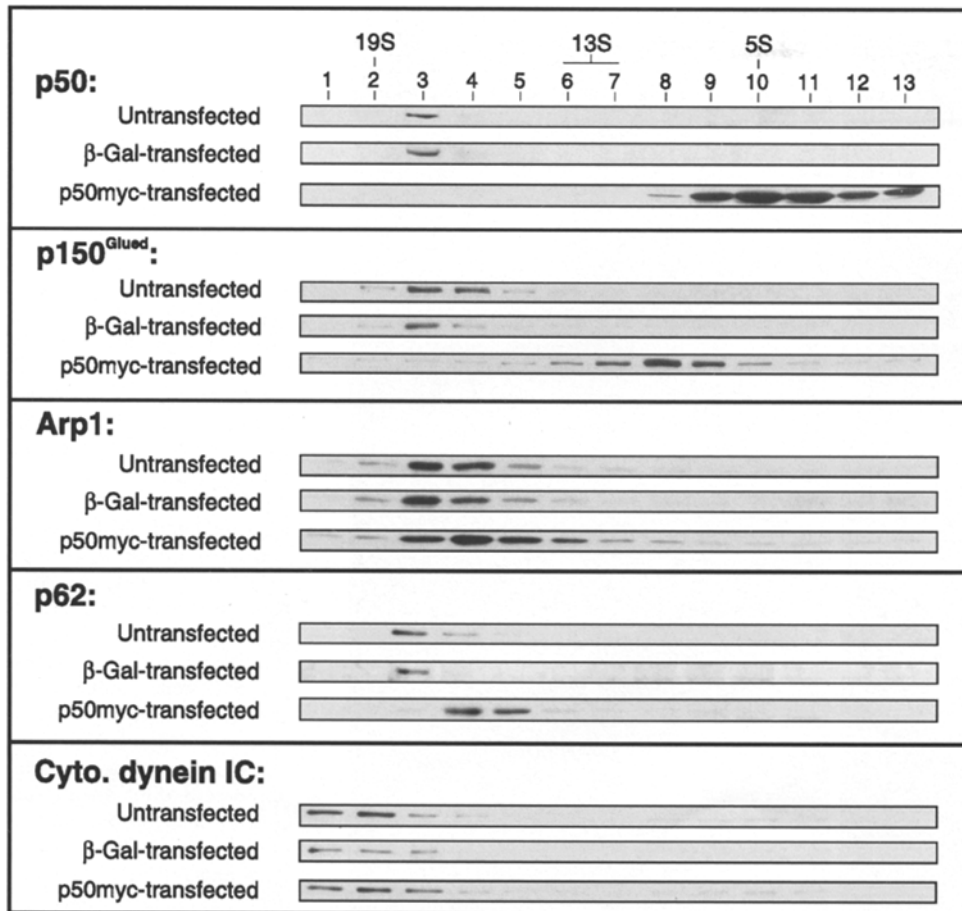 19S 13S 5S
1 2 3 4 5 6 7 8 9 10 11 12 13
p50:
Untransfected
β-Gal-transfected
p50myc-transfected
p150Glued:
Untransfected
β-Gal-transfected
p50myc-transfected
Arp1:
Untransfected
β-Gal-transfected
p50myc-transfected
p62:
Untransfected
β-Gal-transfected
p50myc-transfected
Cyto. dynein IC:
Untransfected
β-Gal-transfected
p50myc-transfected